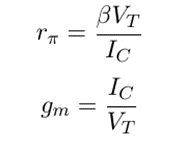 r_π = βV_T / I_C
g_m = I_C / V_T